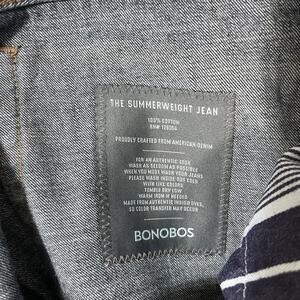 THE SUMMERWEIGHT JEAN
100% COTTON
RN# 128054
PROUDLY CRAFTED FROM AMERICAN DENIM
FOR AN AUTHENTIC LOOK
WASH AS SELDOM AS POSSIBLE
WHEN YOU MUST WASH YOUR JEANS
PLEASE WASH INSIDE OUT COLD
WITH LIKE COLORS
TUMBLE DRY LOW
WARM IRON IF NEEDED
MADE FROM AUTHENTIC INDIGO DYES,
SO COLOR TRANSFER MAY OCCUR
BONOBOS